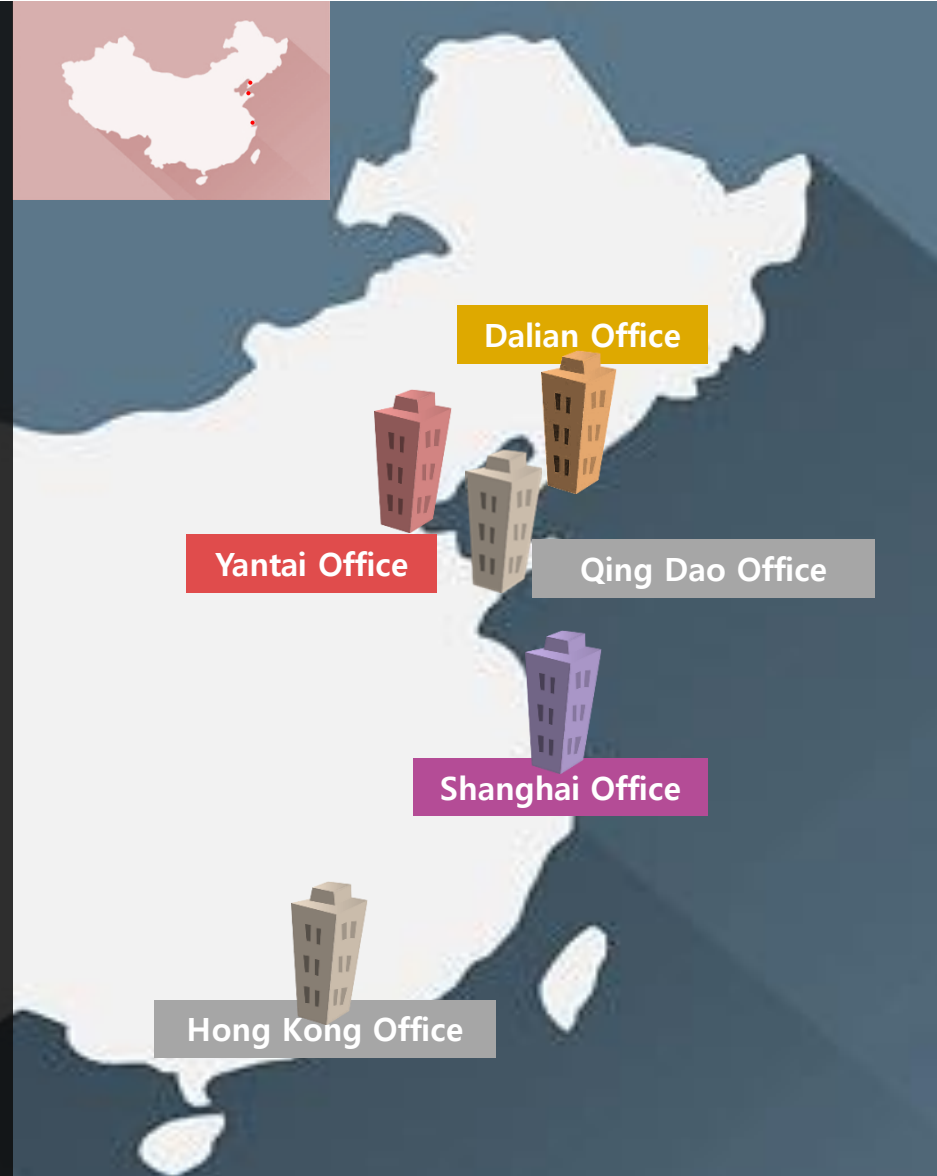 Dalian Office
Yantai Office
Qing Dao Office
Shanghai Office
Hong Kong Office